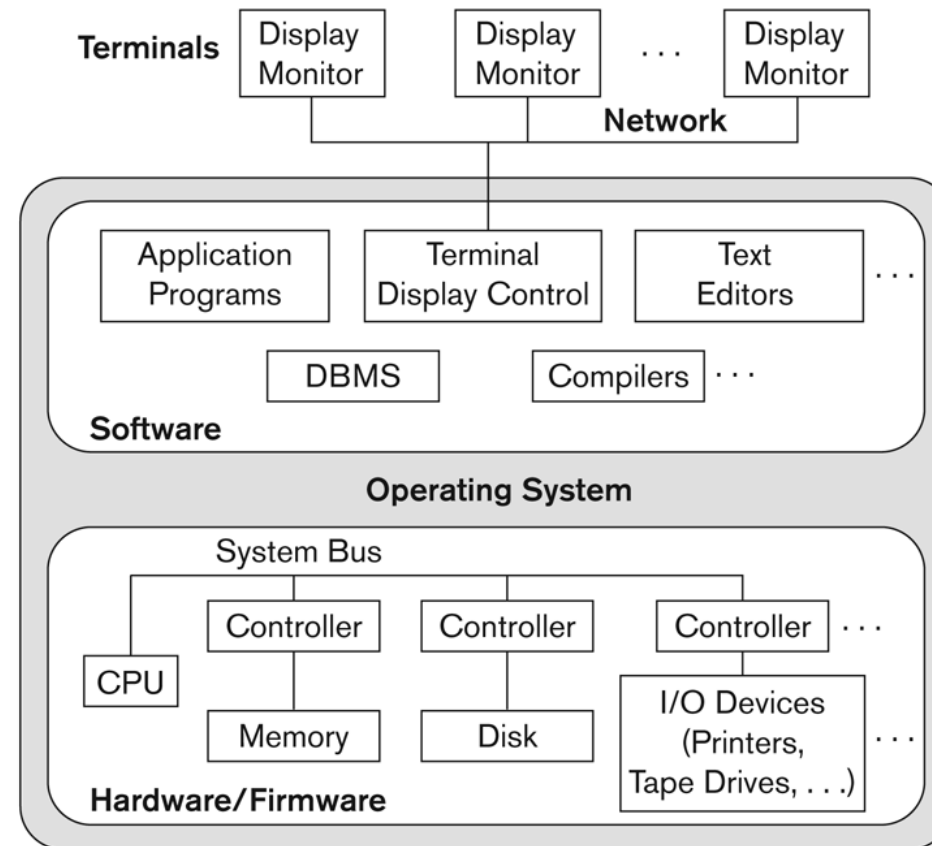 Terminals
Display
Monitor
Display
Monitor
. . .
Display
Monitor
Network
Application
Programs
Terminal
Display Control
Text
Editors
. . .
DBMS
Compilers
. . .
Software
Operating System
System Bus
Controller
Controller
Controller
. . .
CPU
Memory
Disk
I/O Devices
(Printers,
Tape Drives, . . .)
. . .
Hardware/Firmware